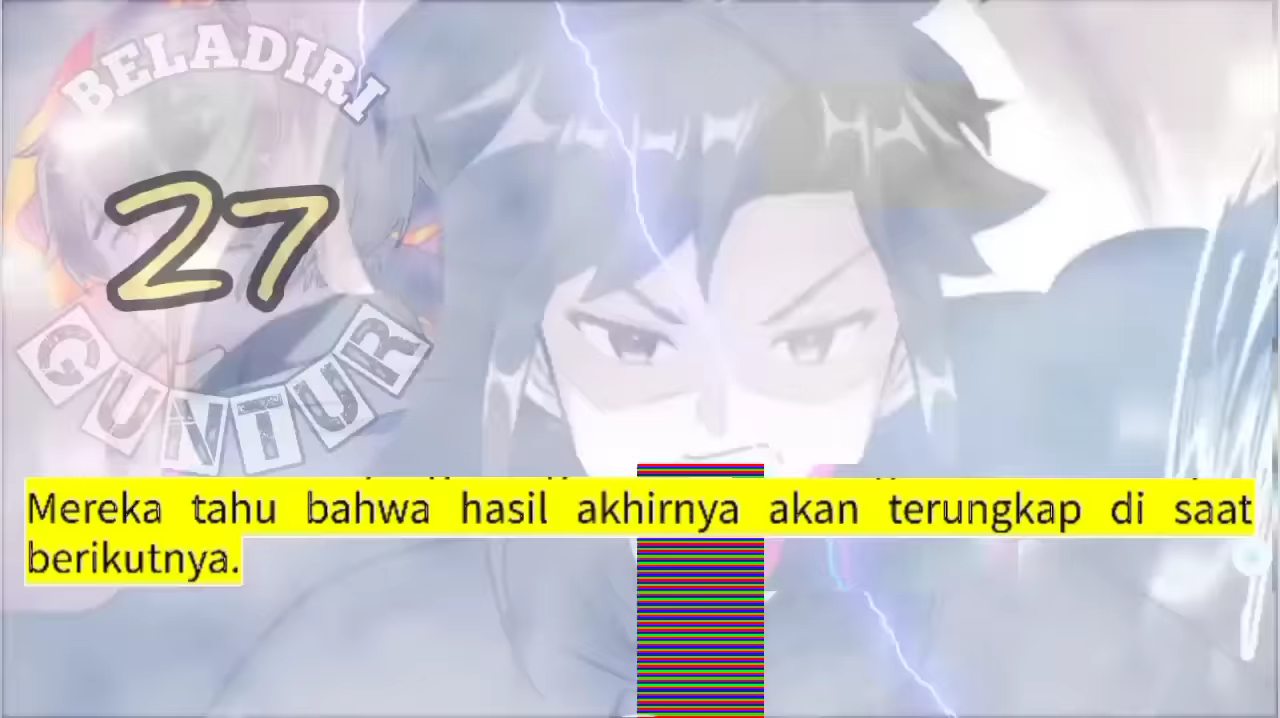 BELADIRI
27
GUNTUR
Mereka tahu bahwa hasil akhirnya akan terungkap di saat
berikutnya.